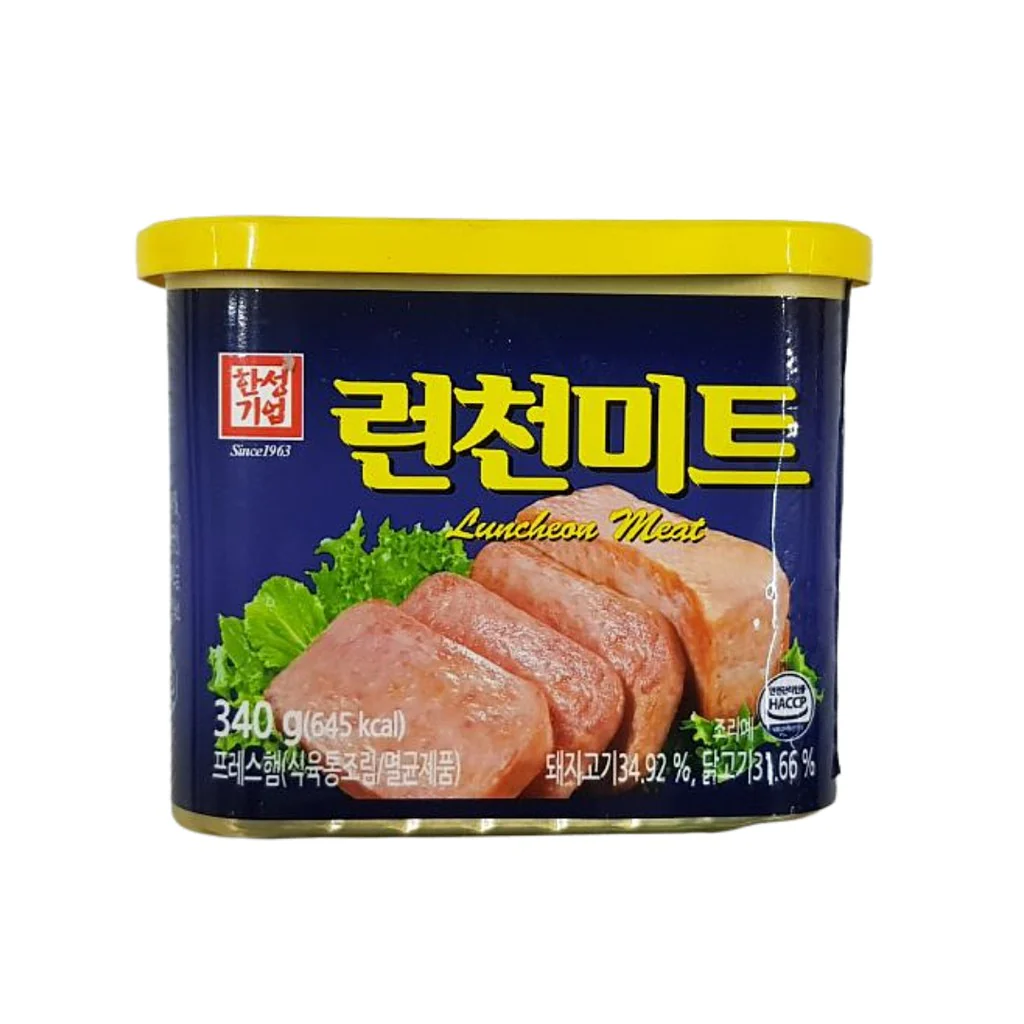 한성
기업
Since1963
런천미트
Luncheon Meat
HACCP
조리예
340 g(645 kcal)
프레스햄(식육통조림/멸균제품)
돼지고기34.92 %, 닭고기31.66 %